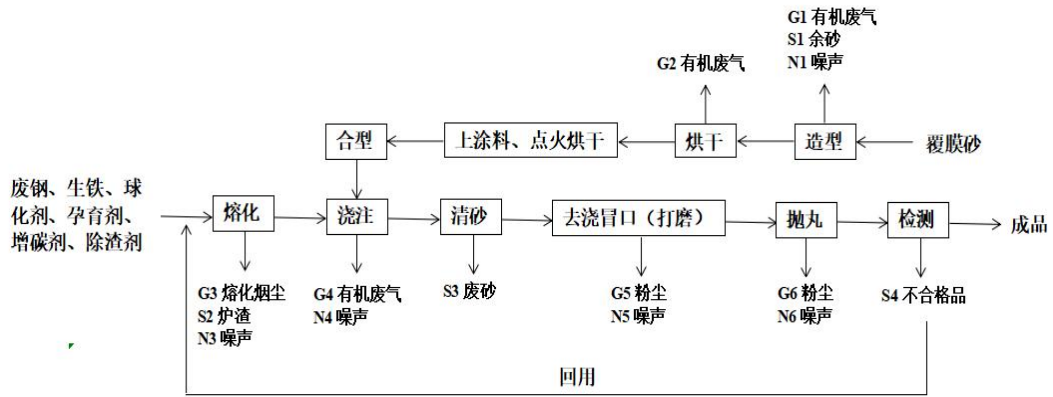 G1 有机废气
S1 余砂
N1 噪声
G2 有机废气
合型
上涂料、点火烘干
烘干
造型
覆膜砂
废钢、生铁、球
化剂、孕育剂、
增碳剂、除渣剂
熔化
浇注
清砂
去浇冒口（打磨）
抛丸
检测
成品
G3 熔化烟尘
S2 炉渣
N3 噪声
G4 有机废气
N4 噪声
S3 废砂
G5 粉尘
N5 噪声
G6 粉尘
N6 噪声
S4 不合格品
回用